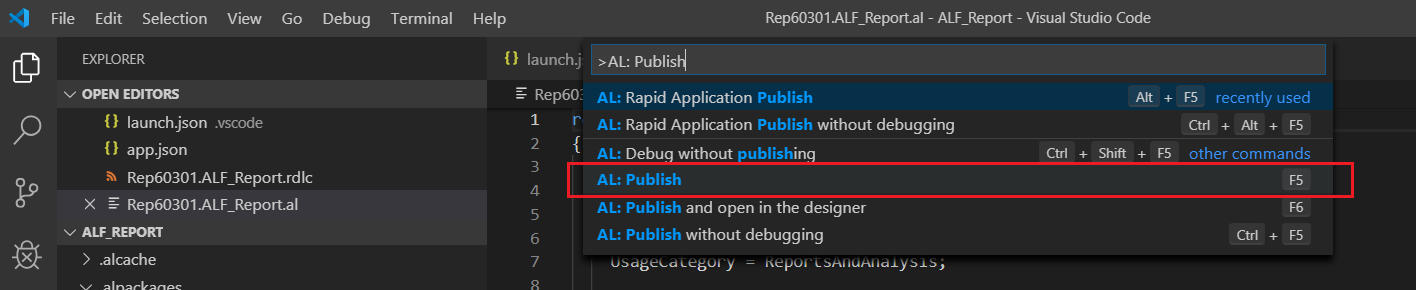 File Edit Selection View Go Debug Terminal Help Rep60301.ALF_Report.al - ALF_Report - Visual Studio Code
EXPLORER
OPEN EDITORS
{} launch.json .vscode
{} app.json
Rep60301.ALF_Report.rdlc
Rep60301.ALF_Report.al
ALF_REPORT
.alcache
.alpackages
{} launch.js
Rep603
>AL: Publish
AL: Rapid Application Publish Alt + F5 recently used
AL: Rapid Application Publish without debugging Ctrl + Alt + F5
AL: Debug without publishing Ctrl + Shift + F5 other commands
AL: Publish F5
AL: Publish and open in the designer F6
AL: Publish without debugging Ctrl + F5
1 r
2 {
3
4
5
6
7 UsageCategory = ReportsAndAnalysis;
8